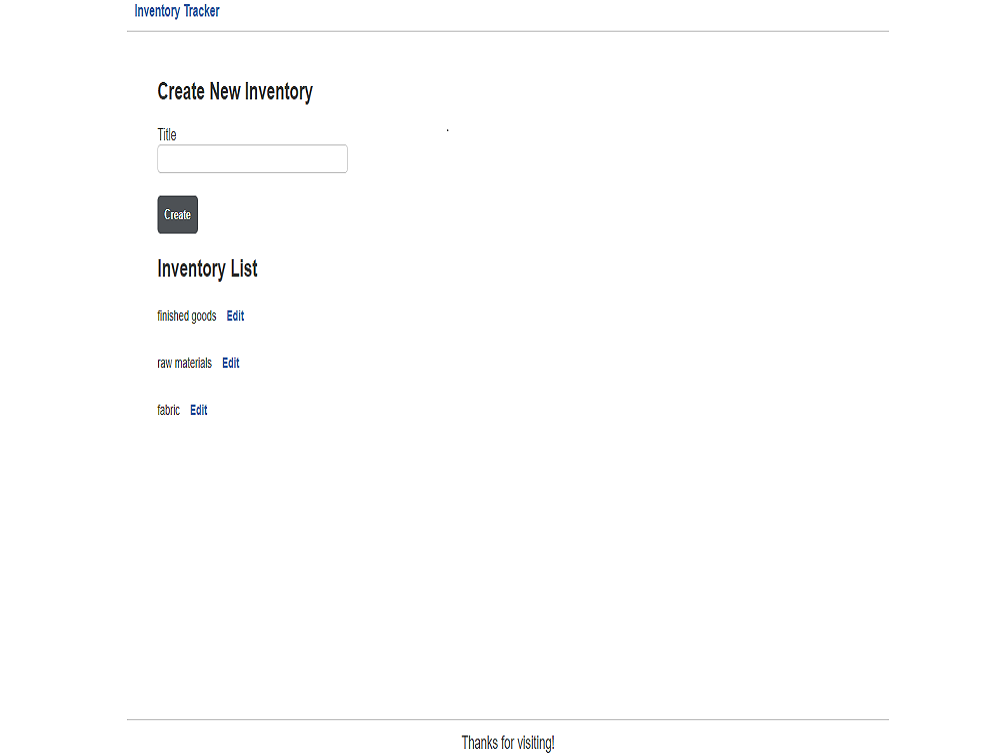 Inventory Tracker
Create New Inventory
Title
Create
Inventory List
finished goods Edit
raw materials Edit
fabric Edit
Thanks for visiting!